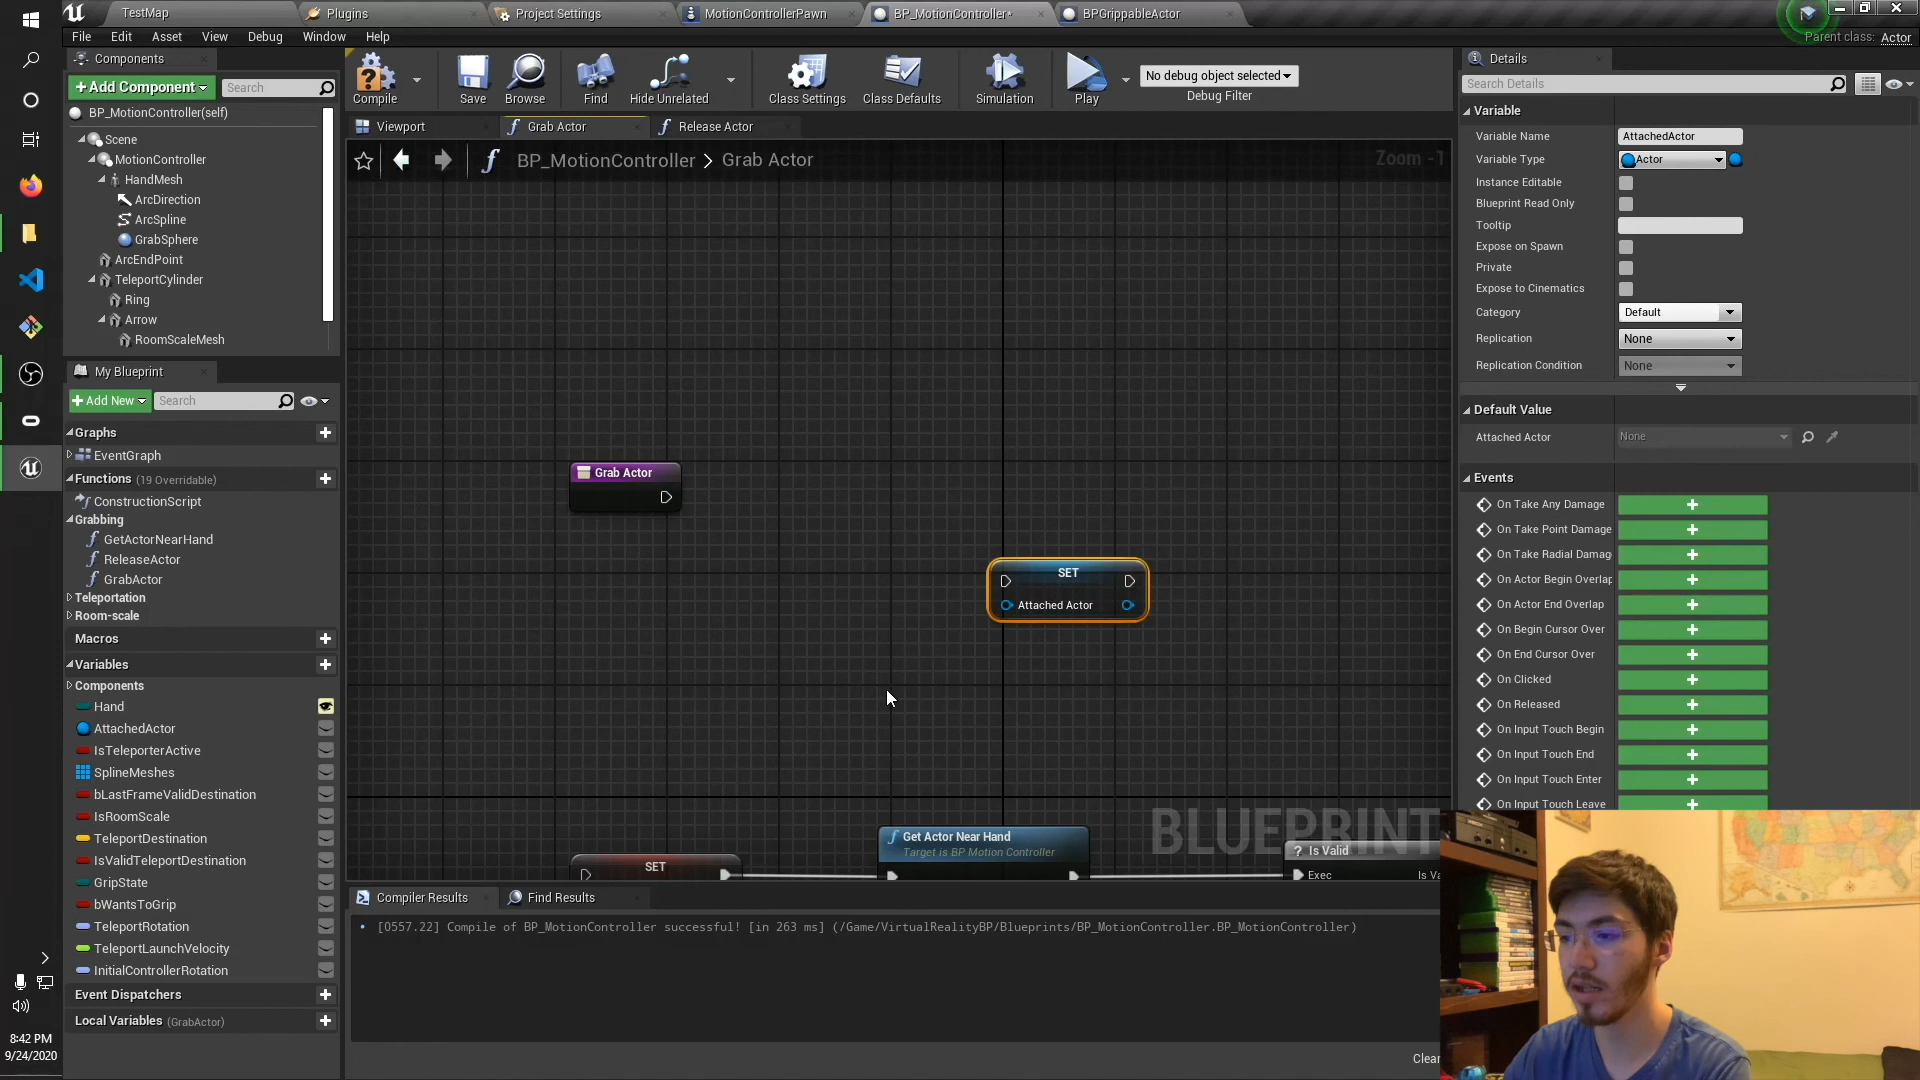 TestMap
Plugins
Project Settings
MotionControllerPawn
BP_MotionController*
BPGrippableActor
File Edit Asset View Debug Window Help
Parent class: Actor
Components
Add Component
Search
BP_MotionController(self)
Scene
MotionController
HandMesh
ArcDirection
ArcSpline
GrabSphere
ArcEndPoint
TeleportCylinder
Ring
Arrow
RoomScaleMesh
My Blueprint
Add New
Search
Graphs
EventGraph
Functions (19 Overridable)
ConstructionScript
Grabbing
GetActorNearHand
ReleaseActor
GrabActor
Teleportation
Room-scale
Macros
Variables
Components
Hand
AttachedActor
IsTeleporterActive
SplineMeshes
bLastFrameValidDestination
IsRoomScale
TeleportDestination
IsValidTeleportDestination
GripState
bWantsToGrip
TeleportRotation
TeleportLaunchVelocity
InitialControllerRotation
Event Dispatchers
Local Variables (GrabActor)
8:42 PM
9/24/2020
Compile
Save
Browse
Find
Hide Unrelated
Class Settings
Class Defaults
Simulation
Play
No debug object selected
Debug Filter
Viewport
Grab Actor
Release Actor
BP_MotionController > Grab Actor
Zoom -1
Grab Actor
SET
Attached Actor
BLUEPRINT
Get Actor Near Hand
Target is BP Motion Controller
SET
? Is Valid
Exec
Is Va
Compiler Results
Find Results
[0557.22] Compile of BP_MotionController successful! [in 263 ms] (/Game/VirtualRealityBP/Blueprints/BP_MotionController.BP_MotionController)
Clear
Details
Search Details
Variable
Variable Name AttachedActor
Variable Type Actor
Instance Editable
Blueprint Read Only
Tooltip
Expose on Spawn
Private
Expose to Cinematics
Category Default
Replication None
Replication Condition None
Default Value
Attached Actor None
Events
On Take Any Damage
On Take Point Damage
On Take Radial Damag
On Actor Begin Overlap
On Actor End Overlap
On Begin Cursor Over
On End Cursor Over
On Clicked
On Released
On Input Touch Begin
On Input Touch End
On Input Touch Enter
On Input Touch Leave